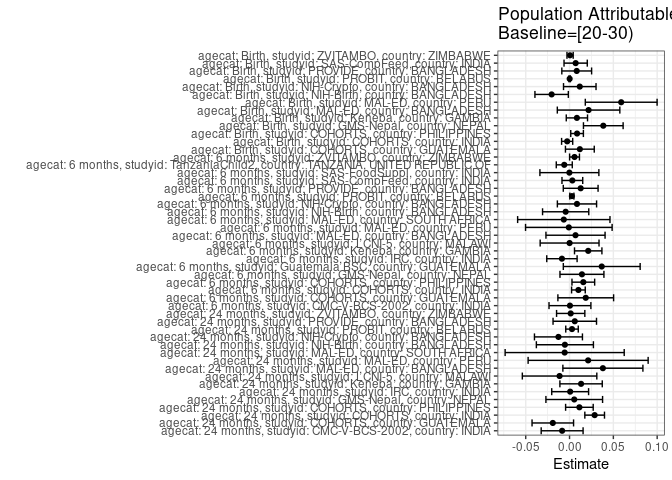 Population Attributable
Baseline=[20-30)
agecat: Birth, studyid: ZVITAMBO, country: ZIMBABWE
agecat: Birth, studyid: SAS-CompFeed, country: INDIA
agecat: Birth, studyid: PROVIDE, country: BANGLADESH
agecat: Birth, studyid: PROBIT, country: BELARUS
agecat: Birth, studyid: NIH-Crypto, country: BANGLADESH
agecat: Birth, studyid: NIH-Birth, country: BANGLADESH
agecat: Birth, studyid: MAL-ED, country: PERU
agecat: Birth, studyid: MAL-ED, country: BANGLADESH
agecat: Birth, studyid: Keneba, country: GAMBIA
agecat: Birth, studyid: GMS-Nepal, country: NEPAL
agecat: Birth, studyid: COHORTS, country: PHILIPPINES
agecat: Birth, studyid: COHORTS, country: INDIA
agecat: Birth, studyid: COHORTS, country: GUATEMALA
agecat: 6 months, studyid: ZVITAMBO, country: ZIMBABWE
agecat: 6 months, studyid: TanzaniaChild2, country: TANZANIA, UNITED REPUBLIC OF
agecat: 6 months, studyid: SAS-FoodSuppl, country: INDIA
agecat: 6 months, studyid: SAS-CompFeed, country: INDIA
agecat: 6 months, studyid: PROVIDE, country: BANGLADESH
agecat: 6 months, studyid: PROBIT, country: BELARUS
agecat: 6 months, studyid: NIH-Crypto, country: BANGLADESH
agecat: 6 months, studyid: NIH-Birth, country: BANGLADESH
agecat: 6 months, studyid: MAL-ED, country: SOUTH AFRICA
agecat: 6 months, studyid: MAL-ED, country: PERU
agecat: 6 months, studyid: MAL-ED, country: BANGLADESH
agecat: 6 months, studyid: LCNI-5, country: MALAWI
agecat: 6 months, studyid: Keneba, country: GAMBIA
agecat: 6 months, studyid: IRC, country: INDIA
agecat: 6 months, studyid: Guatemala BSC, country: GUATEMALA
agecat: 6 months, studyid: GMS-Nepal, country: NEPAL
agecat: 6 months, studyid: COHORTS, country: PHILIPPINES
agecat: 6 months, studyid: COHORTS, country: INDIA
agecat: 6 months, studyid: COHORTS, country: GUATEMALA
agecat: 6 months, studyid: CMC-V-BCS-2002, country: INDIA
agecat: 24 months, studyid: ZVITAMBO, country: ZIMBABWE
agecat: 24 months, studyid: PROVIDE, country: BANGLADESH
agecat: 24 months, studyid: PROBIT, country: BELARUS
agecat: 24 months, studyid: NIH-Crypto, country: BANGLADESH
agecat: 24 months, studyid: NIH-Birth, country: BANGLADESH
agecat: 24 months, studyid: MAL-ED, country: SOUTH AFRICA
agecat: 24 months, studyid: MAL-ED, country: PERU
agecat: 24 months, studyid: MAL-ED, country: BANGLADESH
agecat: 24 months, studyid: LCNI-5, country: MALAWI
agecat: 24 months, studyid: Keneba, country: GAMBIA
agecat: 24 months, studyid: IRC, country: INDIA
agecat: 24 months, studyid: GMS-Nepal, country: NEPAL
agecat: 24 months, studyid: COHORTS, country: PHILIPPINES
agecat: 24 months, studyid: COHORTS, country: INDIA
agecat: 24 months, studyid: COHORTS, country: GUATEMALA
agecat: 24 months, studyid: CMC-V-BCS-2002, country: INDIA
-0.05 0.00 0.05 0.10
Estimate